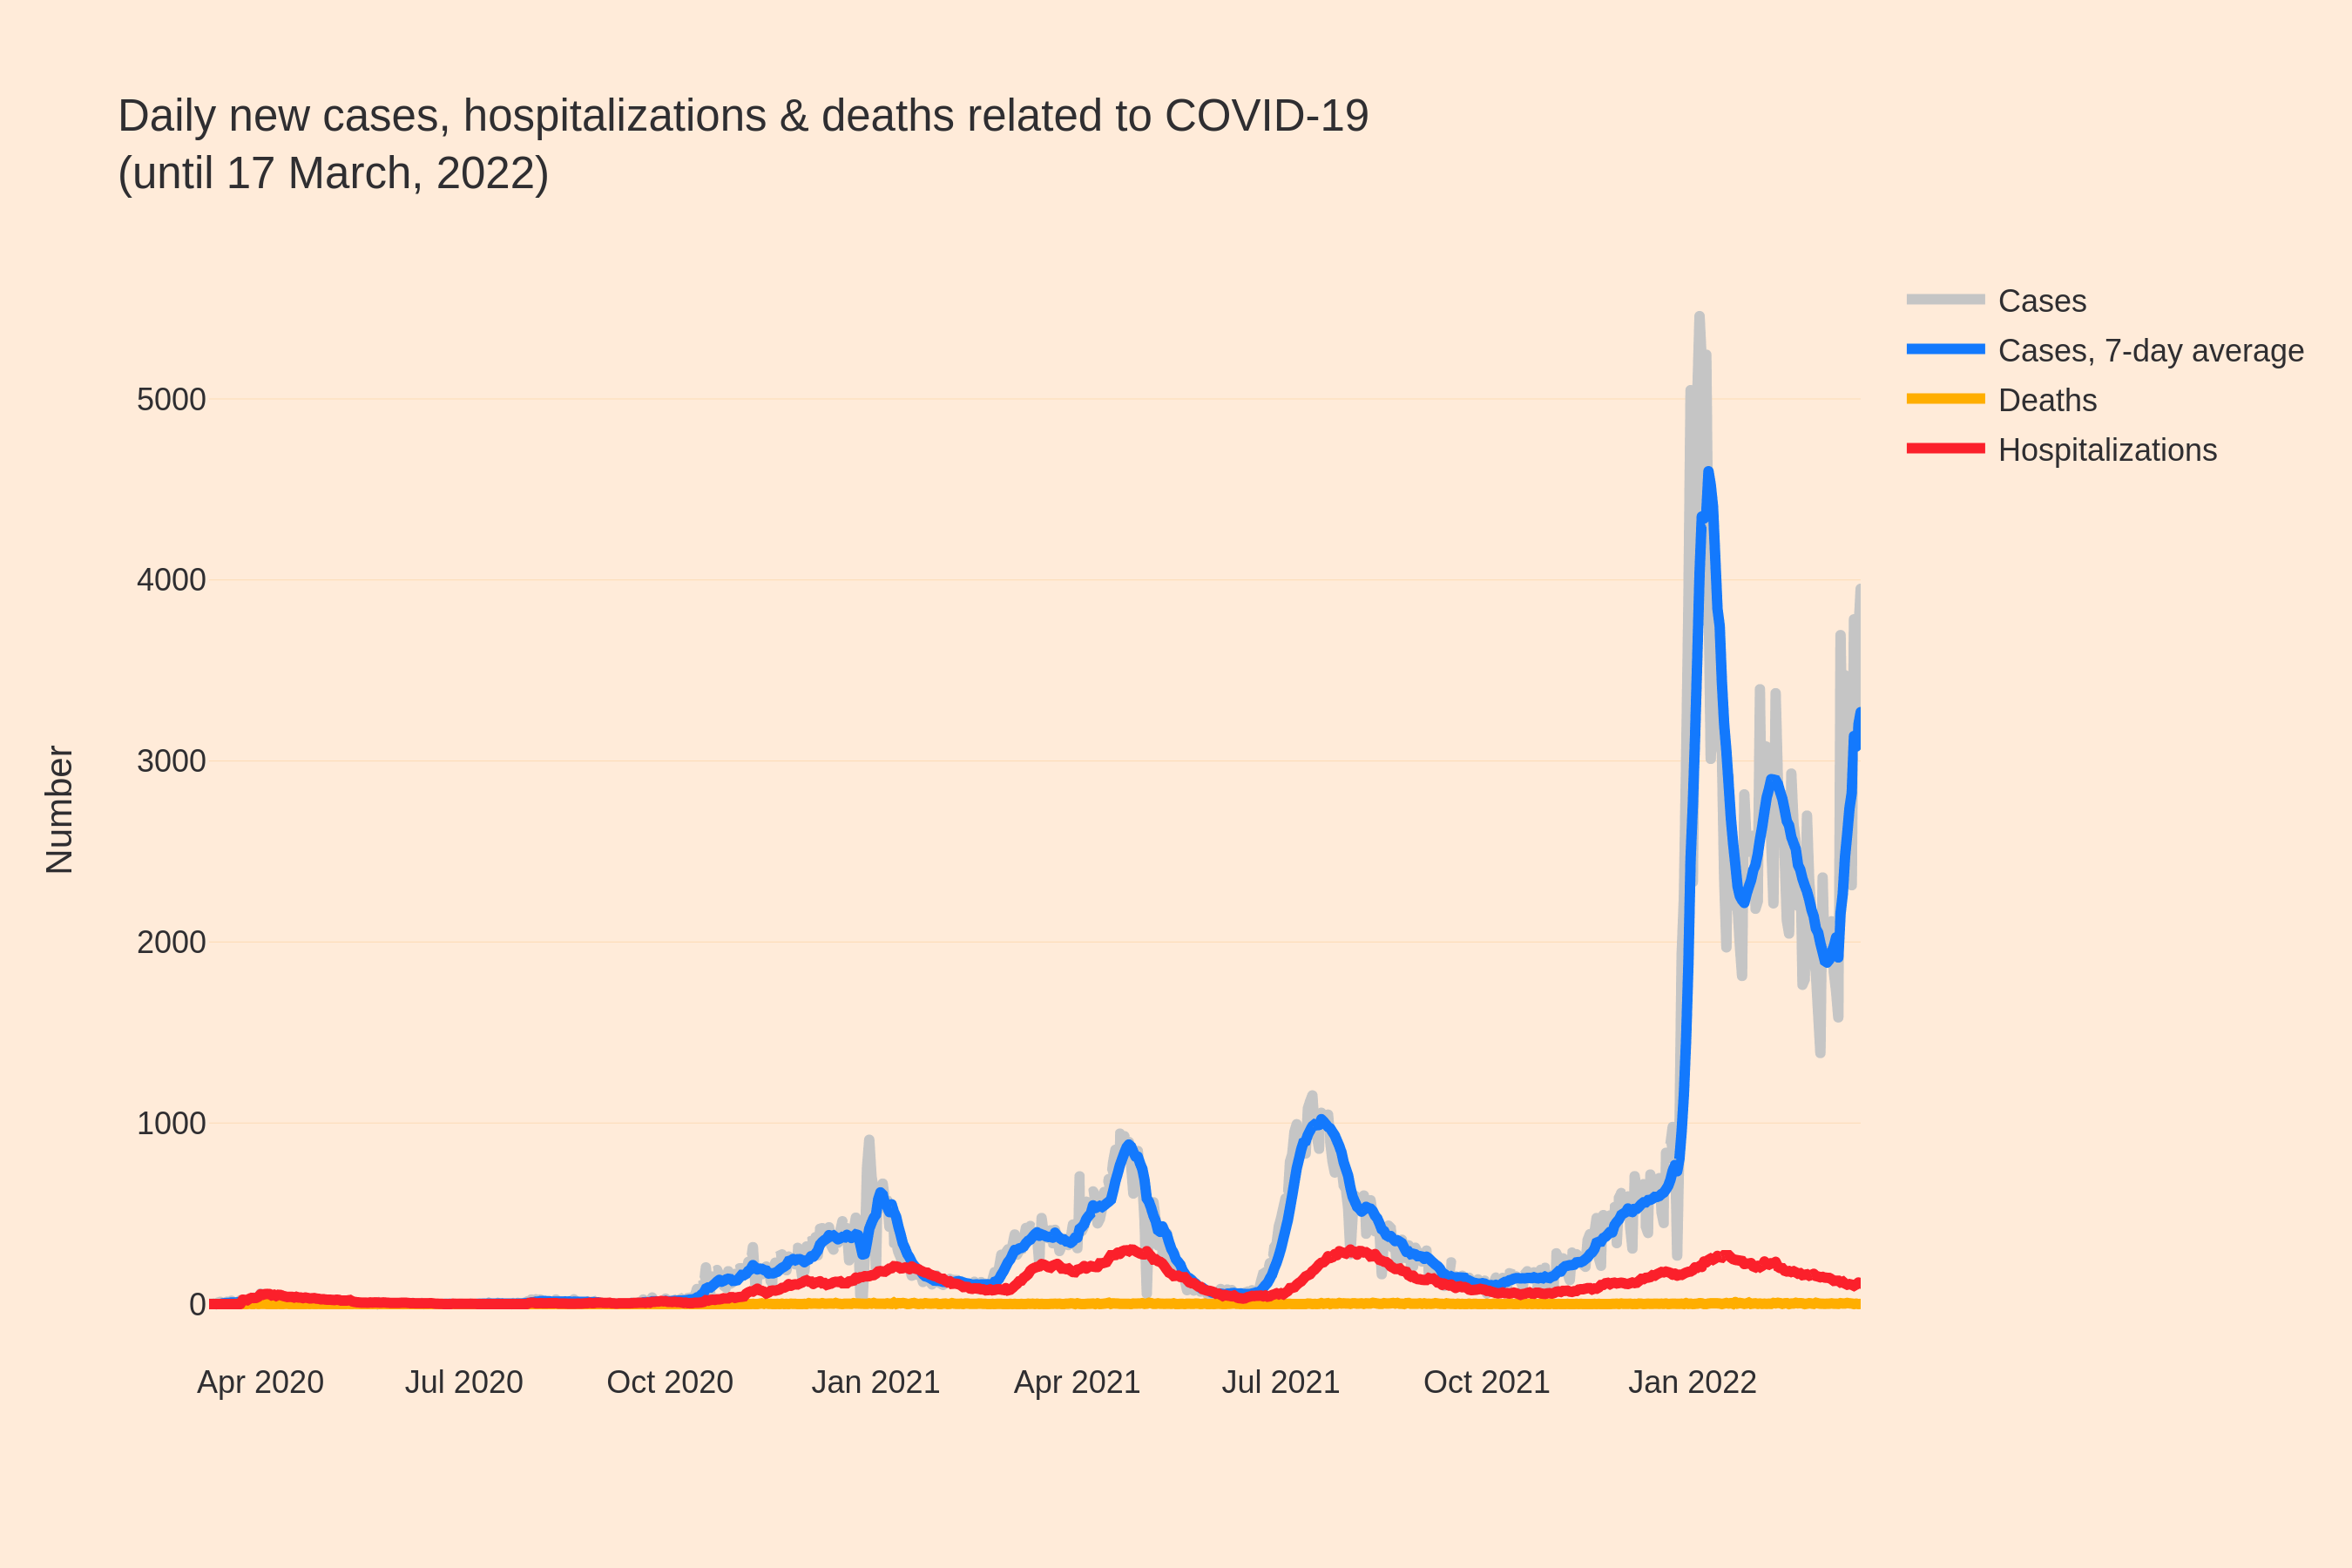 Daily new cases, hospitalizations & deaths related to COVID-19
(until 17 March, 2022)
Cases
Cases, 7-day average
Deaths
Hospitalizations
Number
5000
4000
3000
2000
1000
0
Apr 2020
Jul 2020
Oct 2020
Jan 2021
Apr 2021
Jul 2021
Oct 2021
Jan 2022